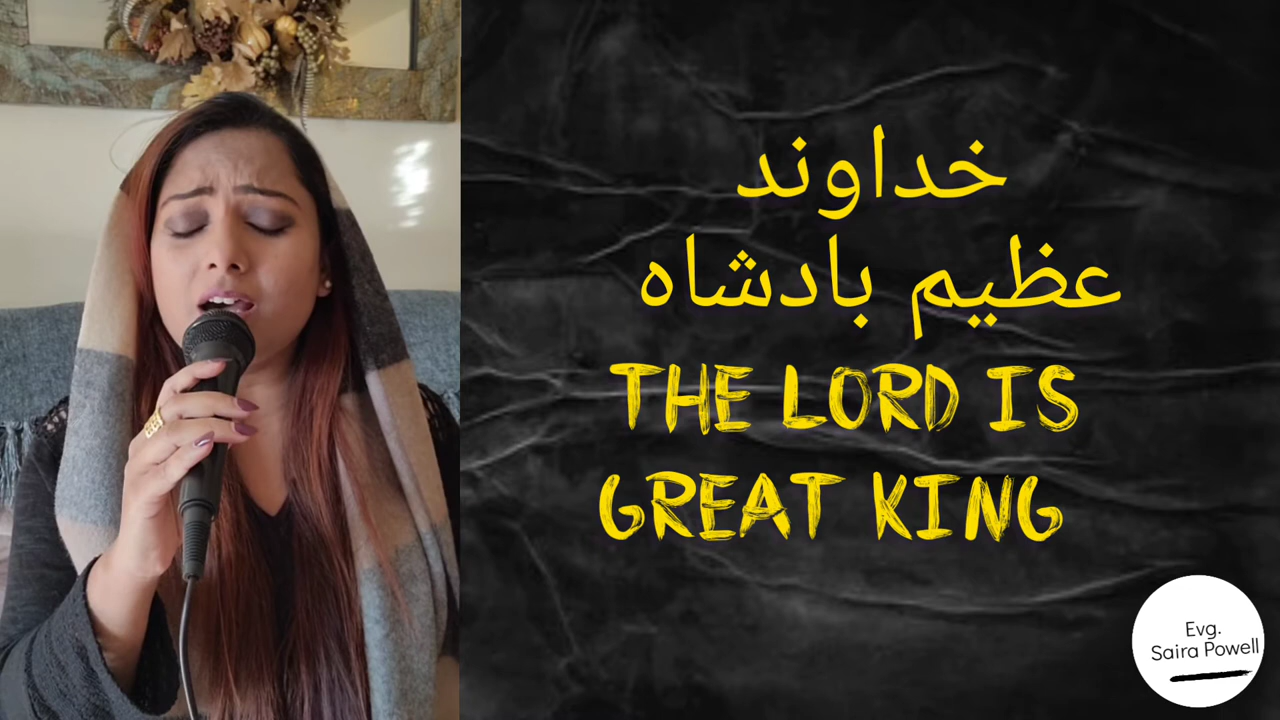 خداوند
عظیم بادشاہ
THE LORD IS
GREAT KING
Evg.
Saira Powell